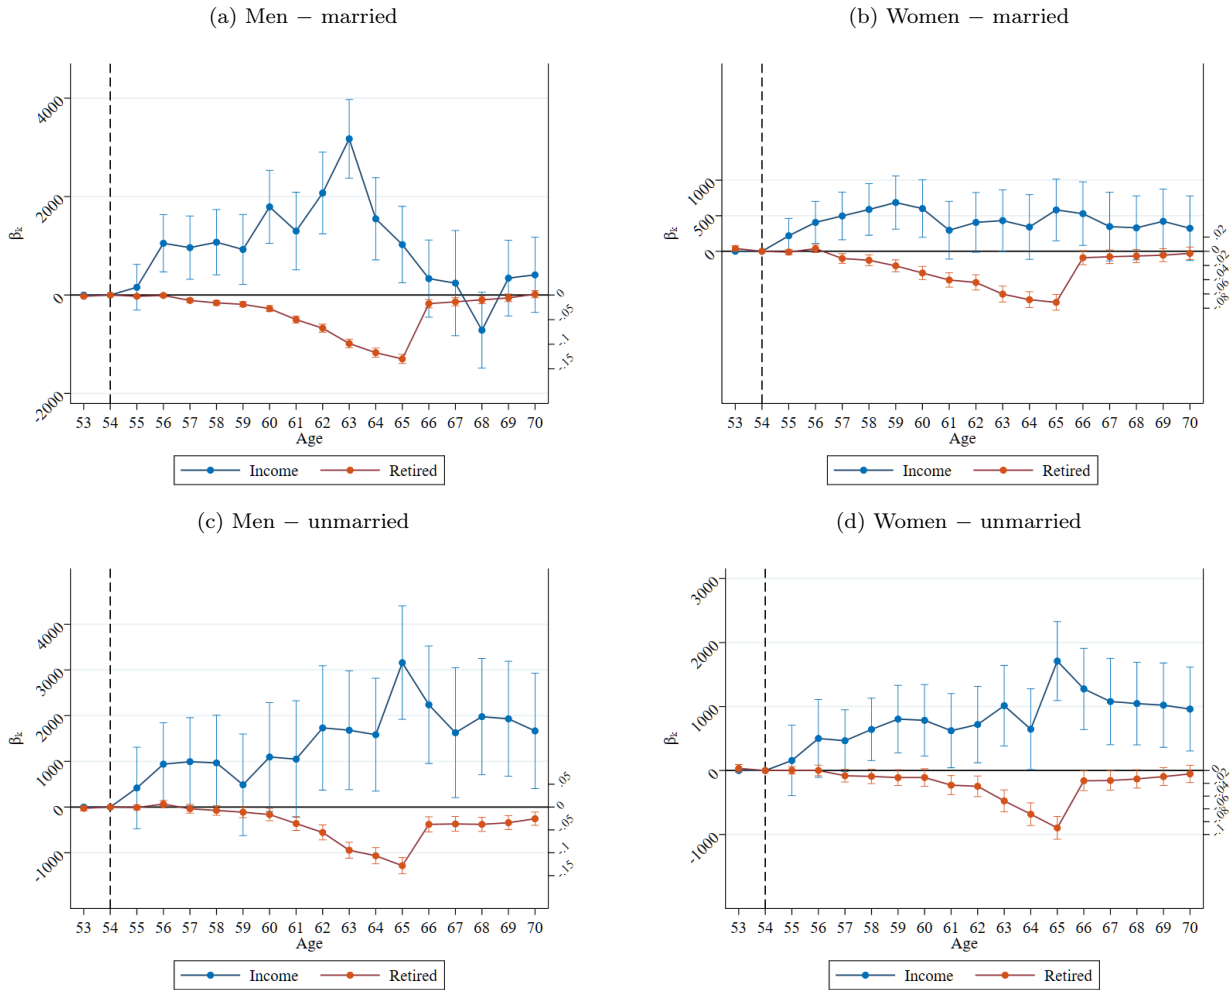 (a) Men − married
4000
2000
0
-2000
βk
0
-.05
-.1
-.15
53 54 55 56 57 58 59 60 61 62 63 64 65 66 67 68 69 70
Age
Income Retired
(b) Women − married
1000
500
0
βk
.02
0
-.02
-.04
-.06
-.08
53 54 55 56 57 58 59 60 61 62 63 64 65 66 67 68 69 70
Age
Income Retired
(c) Men − unmarried
4000
3000
2000
1000
0
-1000
βk
.05
0
-.05
-.1
-.15
53 54 55 56 57 58 59 60 61 62 63 64 65 66 67 68 69 70
Age
Income Retired
(d) Women − unmarried
3000
2000
1000
0
-1000
βk
0
-.02
-.04
-.06
-.08
-.1
53 54 55 56 57 58 59 60 61 62 63 64 65 66 67 68 69 70
Age
Income Retired